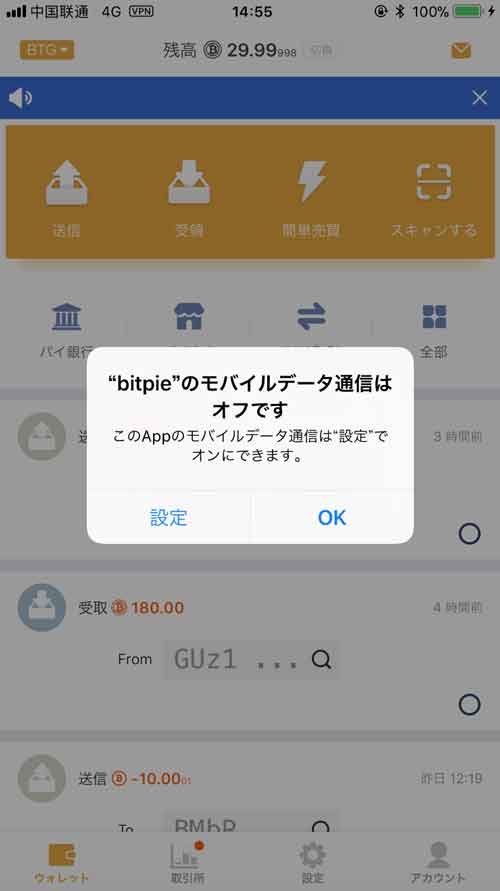 中国联通 4G VPN 14:55 100%
BTG 残高 29.99998
送信 受領 簡単売買 スキャンする
パイ銀行 全部
“bitpie”のモバイルデータ通信は
オフです
このAppのモバイルデータ通信は“設定”で
オンにできます。
設定 OK
3 時間前
受取 180.00 4 時間前
From GUz1 ...
送信 -10.0001 昨日 12:19
To BMbR
ウォレット 取引所 設定 アカウント